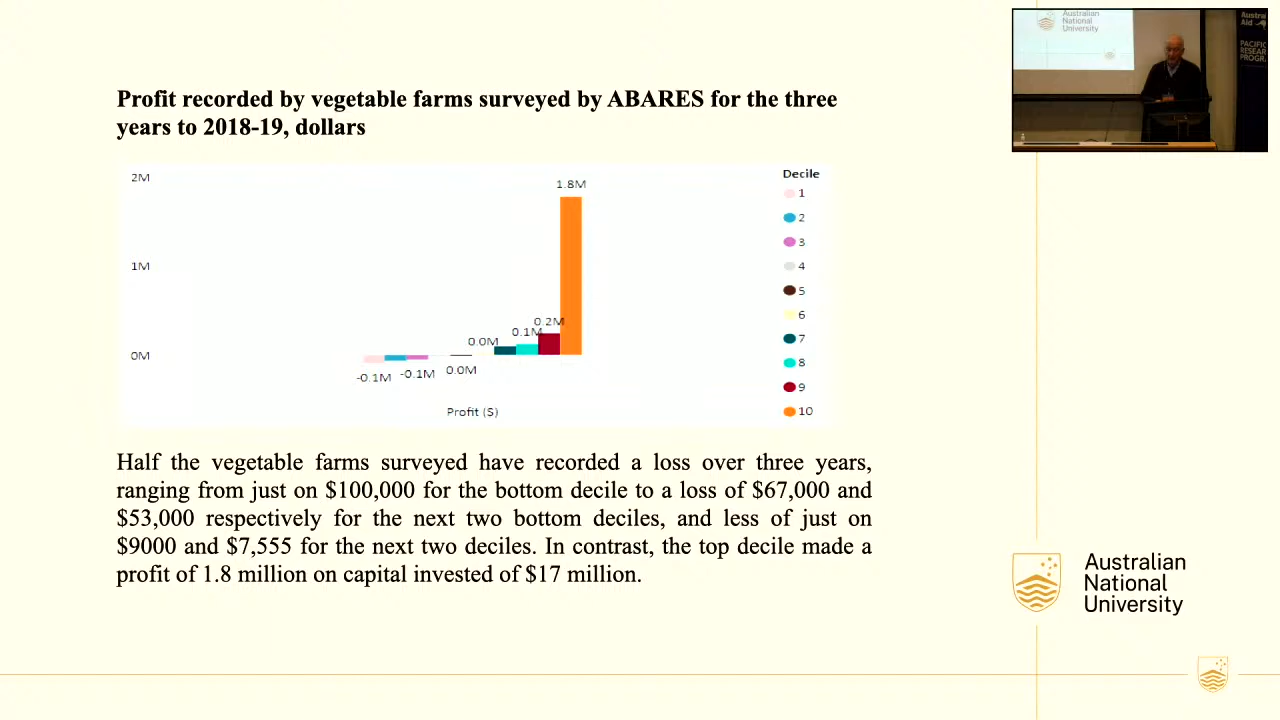 Profit recorded by vegetable farms surveyed by ABARES for the three
years to 2018-19, dollars
2M
1M
0M
1.8M
0.2M
0.1M
0.0M
-0.1M
-0.1M
0.0M
Profit ($)
Decile
1
2
3
4
5
6
7
8
9
10
Half the vegetable farms surveyed have recorded a loss over three years,
ranging from just on $100,000 for the bottom decile to a loss of $67,000 and
$53,000 respectively for the next two bottom deciles, and less of just on
$9000 and $7,555 for the next two deciles. In contrast, the top decile made a
profit of 1.8 million on capital invested of $17 million.
Australian
National
University
Australian
National
University
Aid
PACIFIC